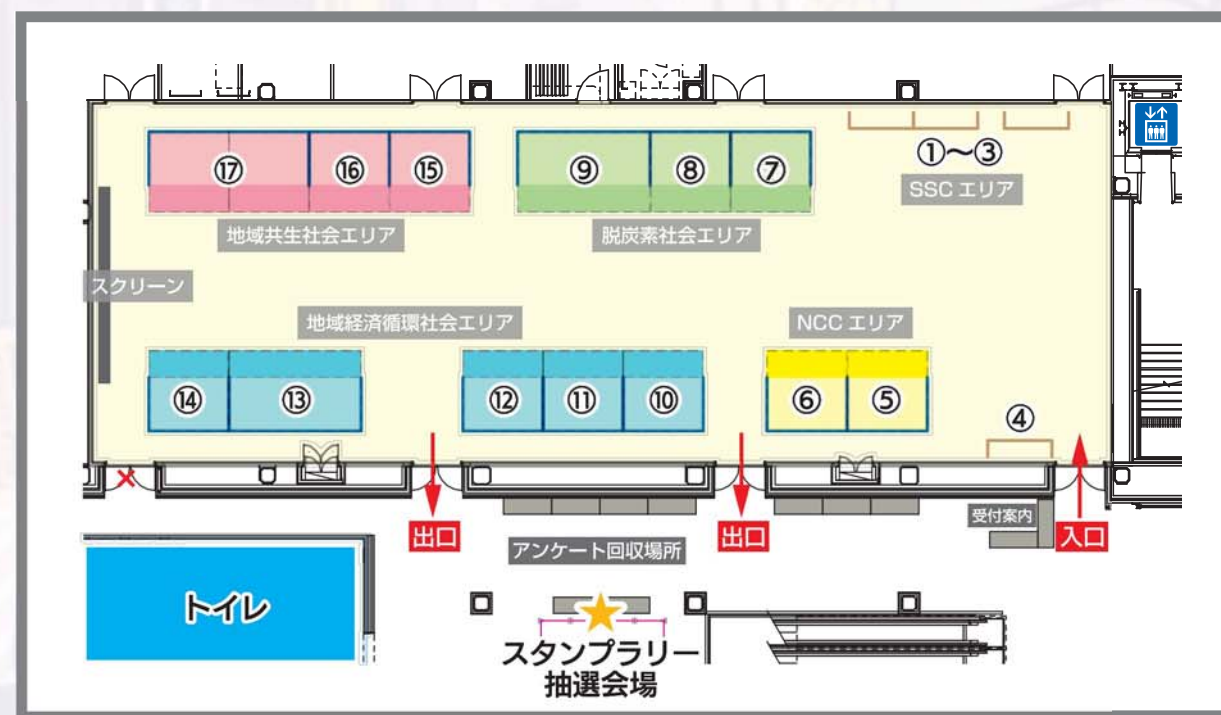 ⑰
⑯
⑮
⑨
⑧
⑦
①～③
SSC エリア
地域共生社会エリア
脱炭素社会エリア
スクリーン
地域経済循環社会エリア
NCC エリア
⑭
⑬
⑫
⑪
⑩
⑥
⑤
④
出口
出口
受付案内
入口
アンケート回収場所
トイレ
スタンプラリー
抽選会場